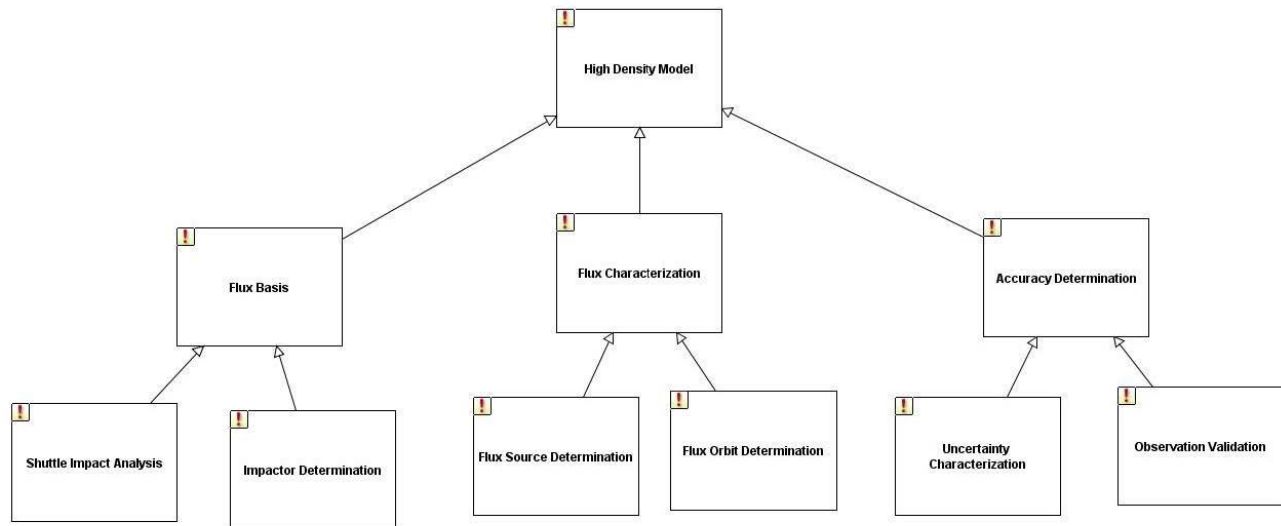 High Density Model
Flux Basis
Flux Characterization
Accuracy Determination
Shuttle Impact Analysis
Impactor Determination
Flux Source Determination
Flux Orbit Determination
Uncertainty
Characterization
Observation Validation